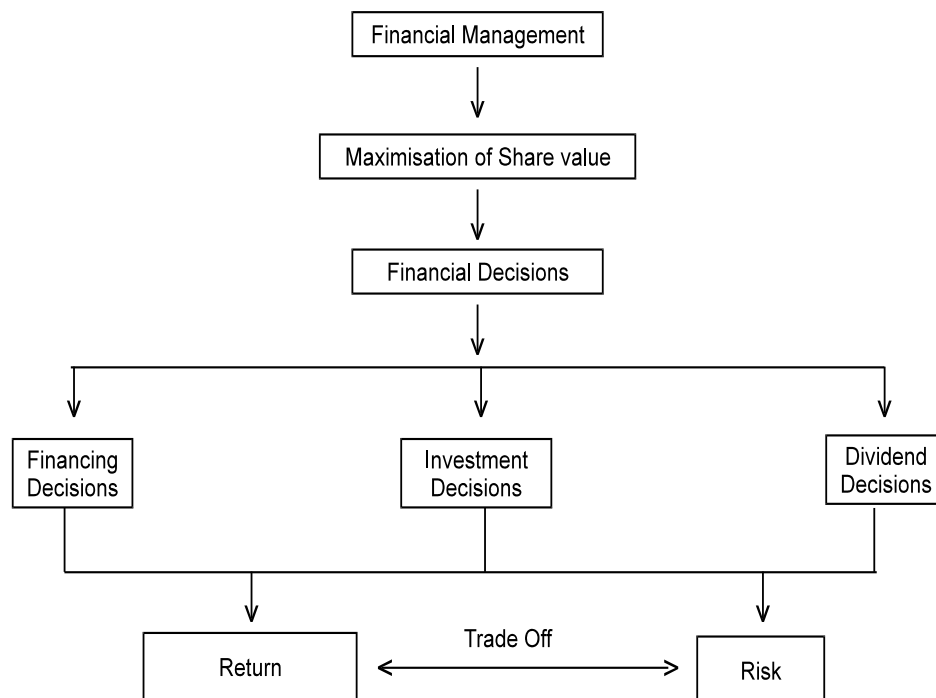 Financial Management
Maximisation of Share value
Financial Decisions
Financing
Decisions
Investment
Decisions
Dividend
Decisions
Return
Trade Off
Risk